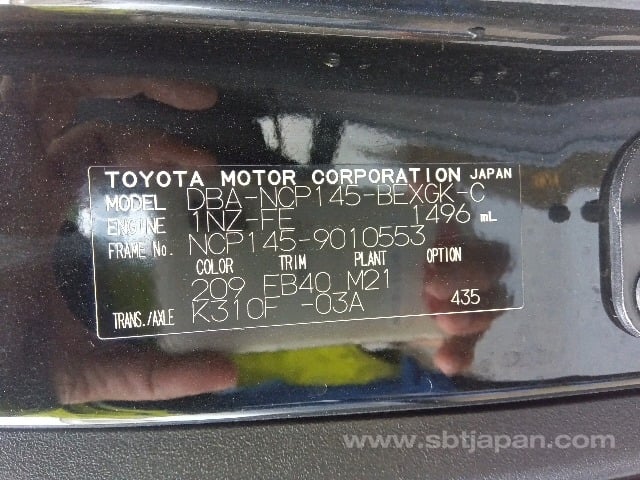 TOYOTA MOTOR CORPORATION JAPAN
MODEL DBA-NCP145-BEXGK-C
ENGINE 1NZ-FE 1496 mL
FRAME No. NCP145-9010553
COLOR TRIM PLANT OPTION
209 FB40 M21
TRANS./AXLE K310F -03A 435
www.sbtjapan.com